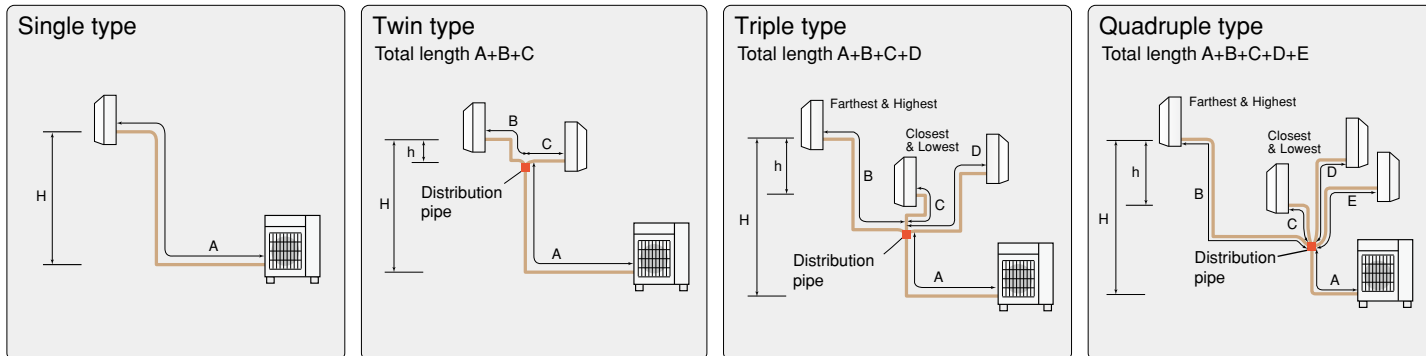 Single type
H
A
Twin type
Total length A+B+C
B
C
h
H
Distribution
pipe
A
Triple type
Total length A+B+C+D
Farthest & Highest
Closest
& Lowest
D
h
B
C
H
Distribution
pipe
A
Quadruple type
Total length A+B+C+D+E
Farthest & Highest
Closest
& Lowest
h
D
B
E
C
H
Distribution
pipe
A